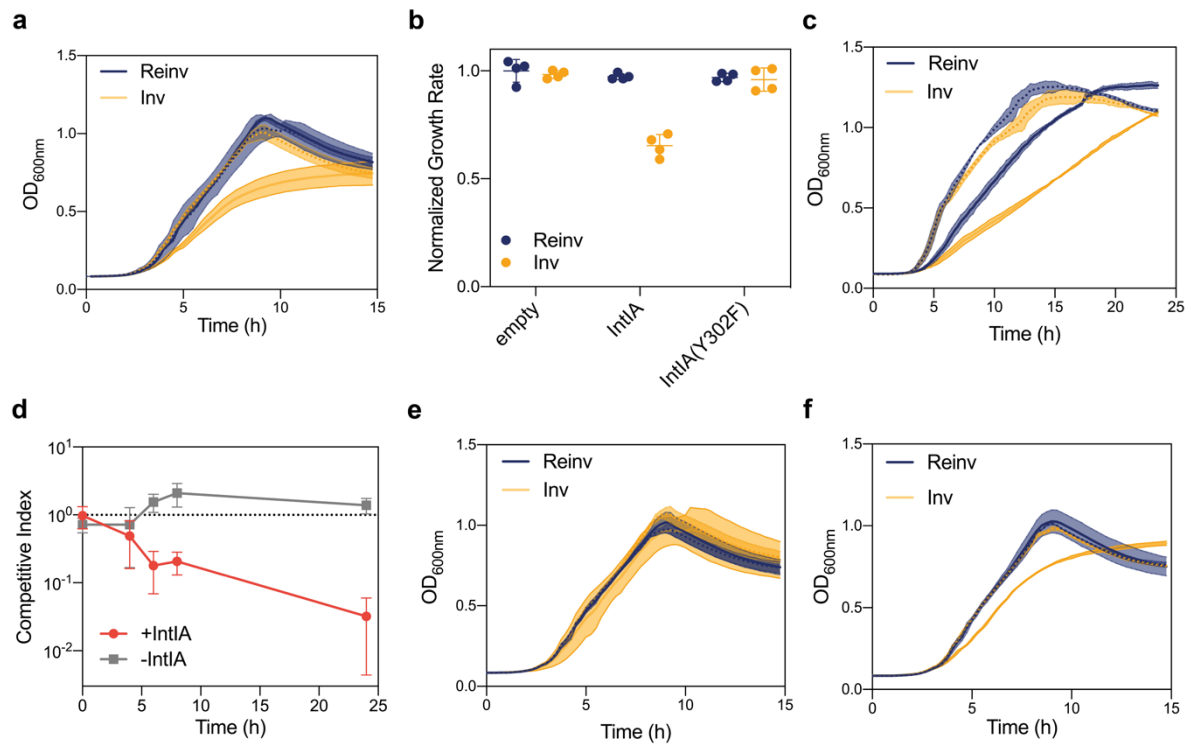 a
1.5
1.0
0.5
0.0
OD600nm
Reinv
Inv
0
5
10
15
Time (h)
b
1.0
0.5
0.0
Normalized Growth Rate
Reinv
Inv
empty
IntIA
IntIA(Y302F)
c
1.5
1.0
0.5
0.0
OD600nm
Reinv
Inv
0
5
10
15
20
25
Time (h)
d
10¹
10⁰
10⁻¹
10⁻²
Competitive Index
+IntIA
-IntIA
0
5
10
15
20
25
Time (h)
e
1.5
1.0
0.5
0.0
OD600nm
Reinv
Inv
0
5
10
15
Time (h)
f
1.5
1.0
0.5
0.0
OD600nm
Reinv
Inv
0
5
10
15
Time (h)